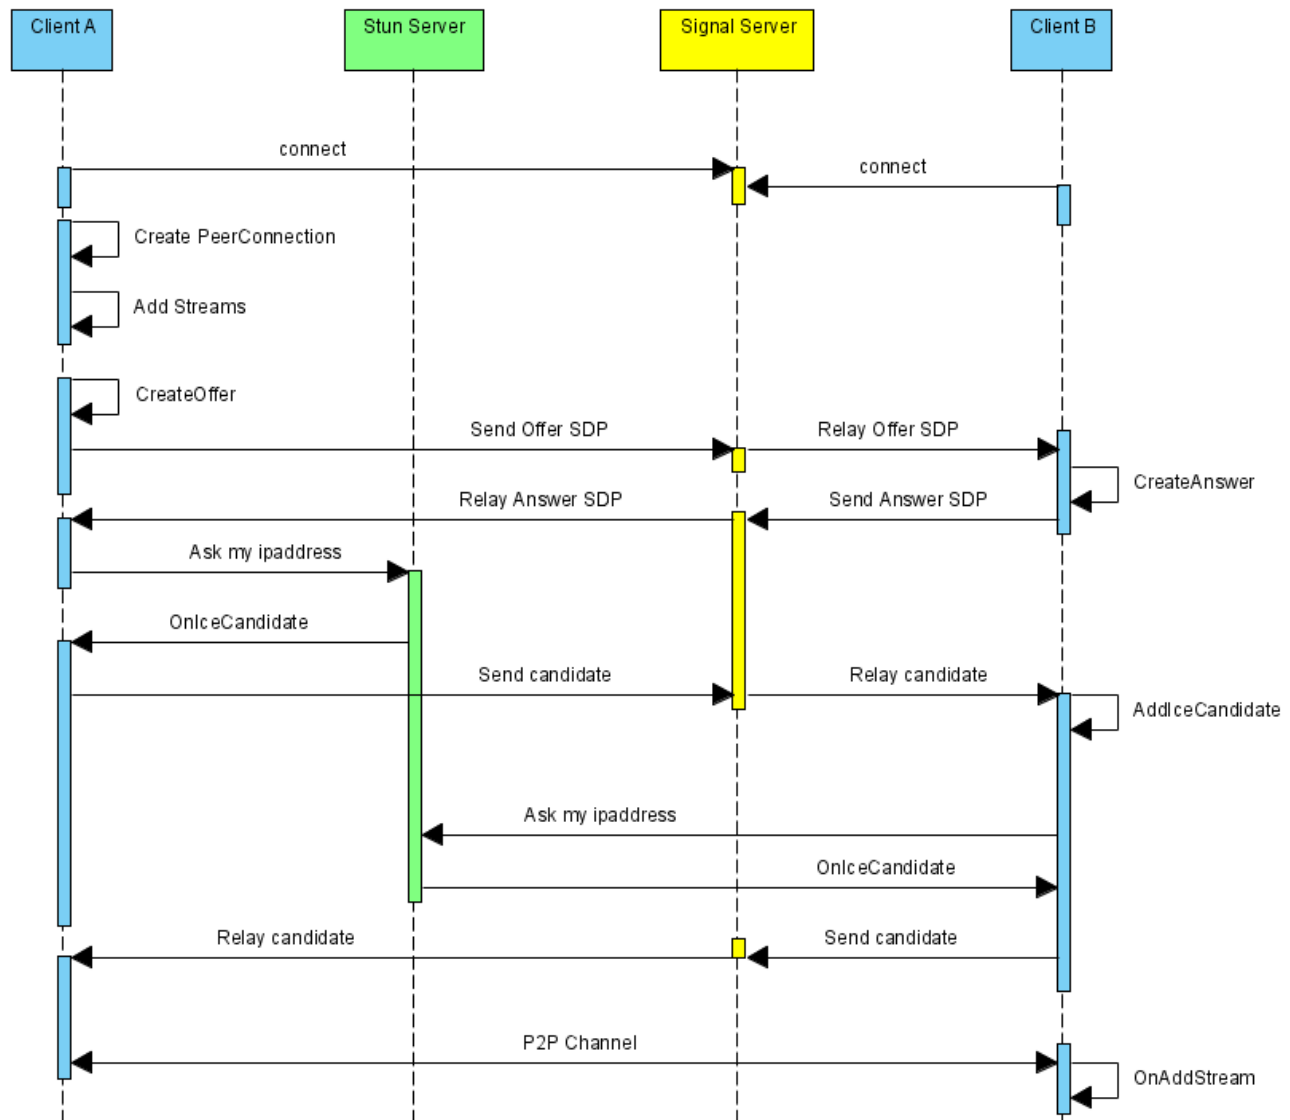 Client A
Stun Server
Signal Server
Client B
connect
connect
Create PeerConnection
Add Streams
CreateOffer
Send Offer SDP
Relay Offer SDP
CreateAnswer
Relay Answer SDP
Send Answer SDP
Ask my ipaddress
OnIceCandidate
Send candidate
Relay candidate
AddIceCandidate
Ask my ipaddress
OnIceCandidate
Relay candidate
Send candidate
P2P Channel
OnAddStream